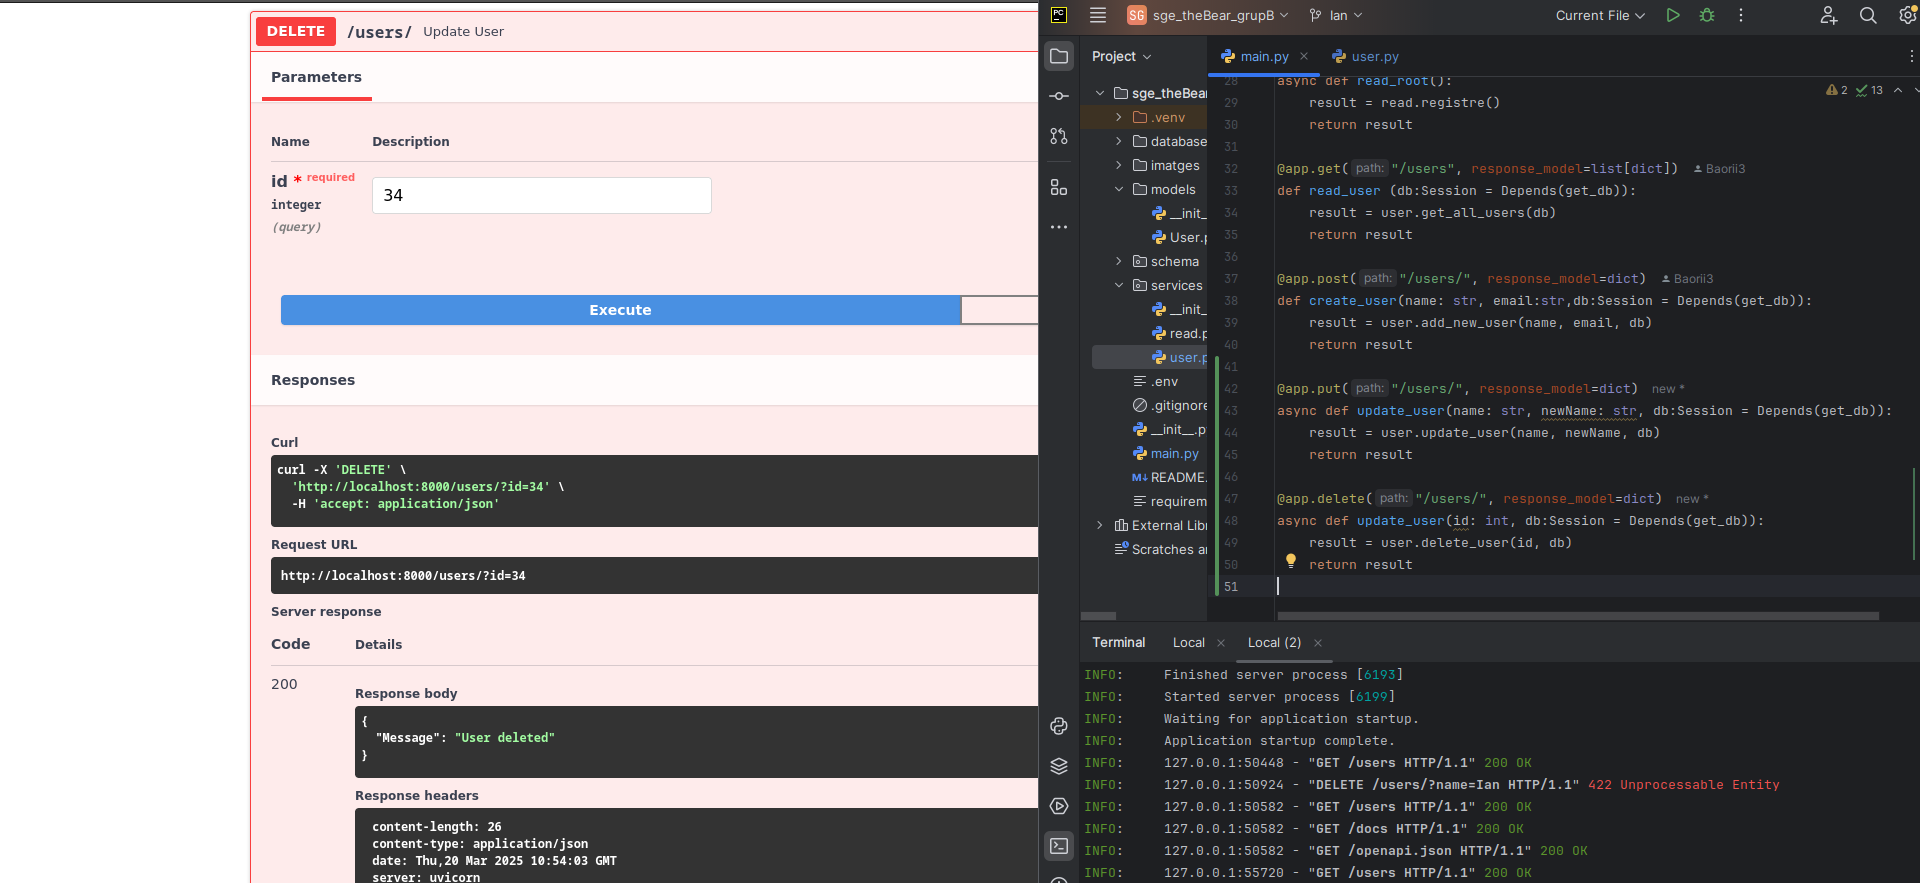 DELETE /users/ Update User
Parameters
Name Description
id * required
integer
(query)
34
Execute
Responses
Curl
curl -X 'DELETE' \
'http://localhost:8000/users/?id=34' \
-H 'accept: application/json'
Request URL
http://localhost:8000/users/?id=34
Server response
Code Details
200
Response body
{
"Message": "User deleted"
}
Response headers
content-length: 26
content-type: application/json
date: Thu,20 Mar 2025 10:54:03 GMT
server: uvicorn
PC SG sge_theBear_grupB Ian Current File
Project
sge_theBear
.venv
database
imatges
models
__init_
User.p
schema
services
__init_
read.p
user.p
.env
.gitignore
__init__.p
main.py
M↓ README.
requirem
External Lib
Scratches a
main.py × user.py
2 13
28 async def read_root():
29 result = read.registre()
30 return result
31
32 @app.get( path: "/users", response_model=list[dict]) Baorii3
33 def read_user (db:Session = Depends(get_db)):
34 result = user.get_all_users(db)
35 return result
36
37 @app.post( path: "/users/", response_model=dict) Baorii3
38 def create_user(name: str, email:str,db:Session = Depends(get_db)):
39 result = user.add_new_user(name, email, db)
40 return result
41
42 @app.put( path: "/users/", response_model=dict) new *
43 async def update_user(name: str, newName: str, db:Session = Depends(get_db)):
44 result = user.update_user(name, newName, db)
45 return result
46
47 @app.delete( path: "/users/", response_model=dict) new *
48 async def update_user(id: int, db:Session = Depends(get_db)):
49 result = user.delete_user(id, db)
50 return result
51
Terminal Local × Local (2) ×
INFO: Finished server process [6193]
INFO: Started server process [6199]
INFO: Waiting for application startup.
INFO: Application startup complete.
INFO: 127.0.0.1:50448 - "GET /users HTTP/1.1" 200 OK
INFO: 127.0.0.1:50924 - "DELETE /users/?name=Ian HTTP/1.1" 422 Unprocessable Entity
INFO: 127.0.0.1:50582 - "GET /users HTTP/1.1" 200 OK
INFO: 127.0.0.1:50582 - "GET /docs HTTP/1.1" 200 OK
INFO: 127.0.0.1:50582 - "GET /openapi.json HTTP/1.1" 200 OK
INFO: 127.0.0.1:55720 - "GET /users HTTP/1.1" 200 OK